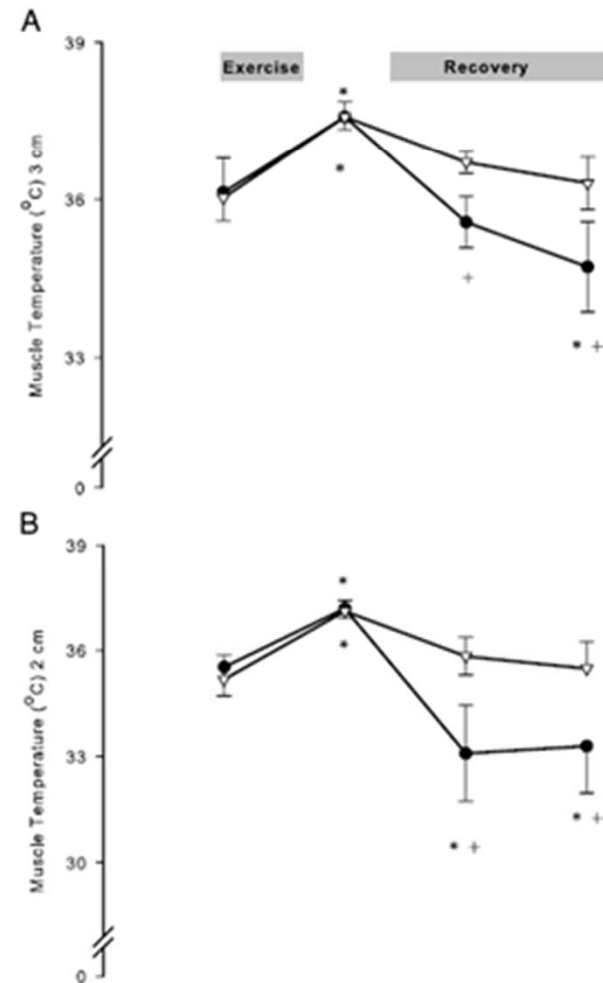 A
39
Exercise
Recovery
*
*
36
+
* +
33
0
Muscle Temperature (°C) 3 cm
B
39
*
*
36
33
* +
* +
30
0
Muscle Temperature (°C) 2 cm